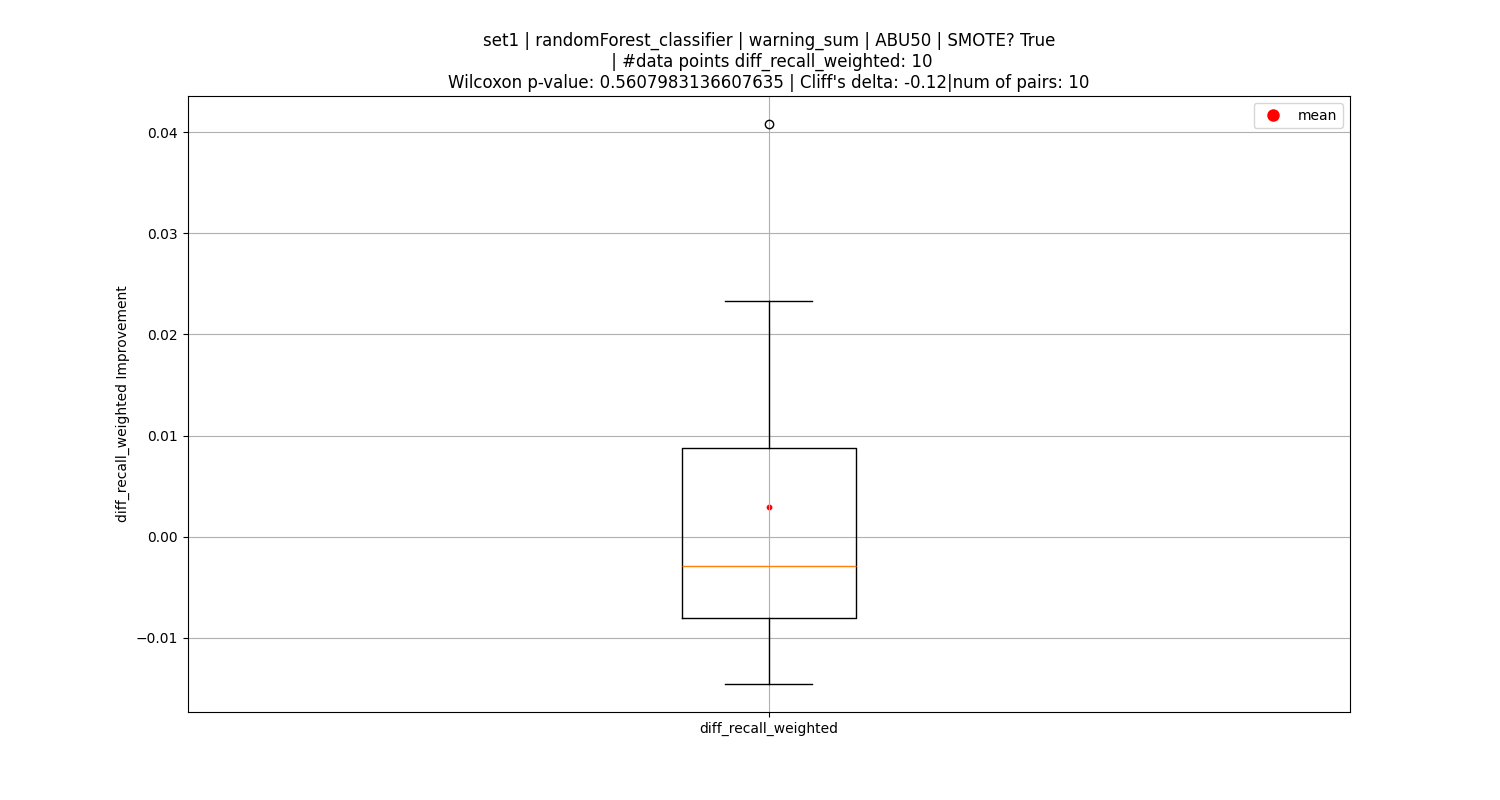 set1 | randomForest_classifier | warning_sum | ABU50 | SMOTE? True
| #data points diff_recall_weighted: 10
Wilcoxon p-value: 0.5607983136607635 | Cliff's delta: -0.12|num of pairs: 10
mean
0.04
0.03
0.02
0.01
0.00
−0.01
diff_recall_weighted Improvement
diff_recall_weighted